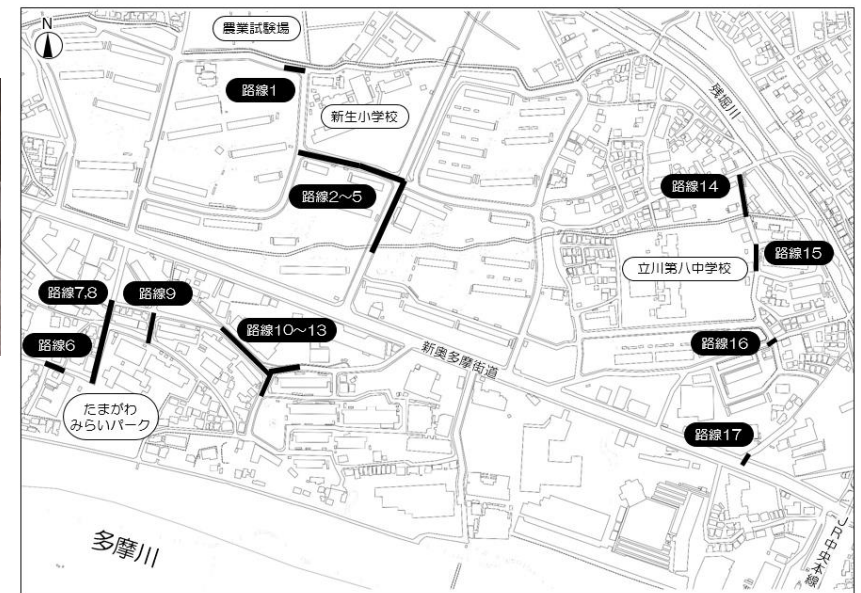 N
農業試験場
路線1
新生小学校
残堀川
路線2～5
路線14
立川第八中学校
路線15
路線7,8
路線9
路線10～13
路線6
路線16
新奥多摩街道
たまがわ
みらいパーク
路線17
多摩川
JR中央本線